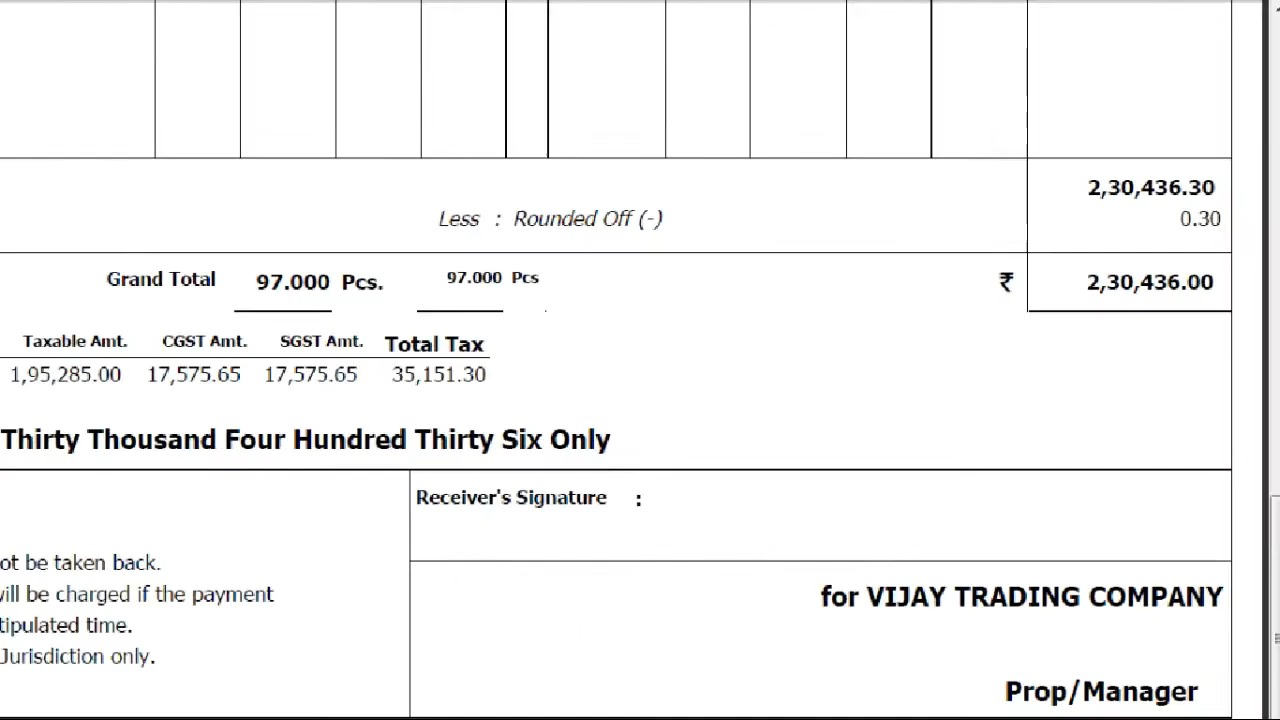 2,30,436.30
Less : Rounded Off (-) 0.30
Grand Total 97.000 Pcs. 97.000 Pcs ₹ 2,30,436.00
Taxable Amt. CGST Amt. SGST Amt. Total Tax
1,95,285.00 17,575.65 17,575.65 35,151.30
Thirty Thousand Four Hundred Thirty Six Only
Receiver's Signature :
ot be taken back.
vill be charged if the payment
tipulated time.
Jurisdiction only.
for VIJAY TRADING COMPANY
Prop/Manager